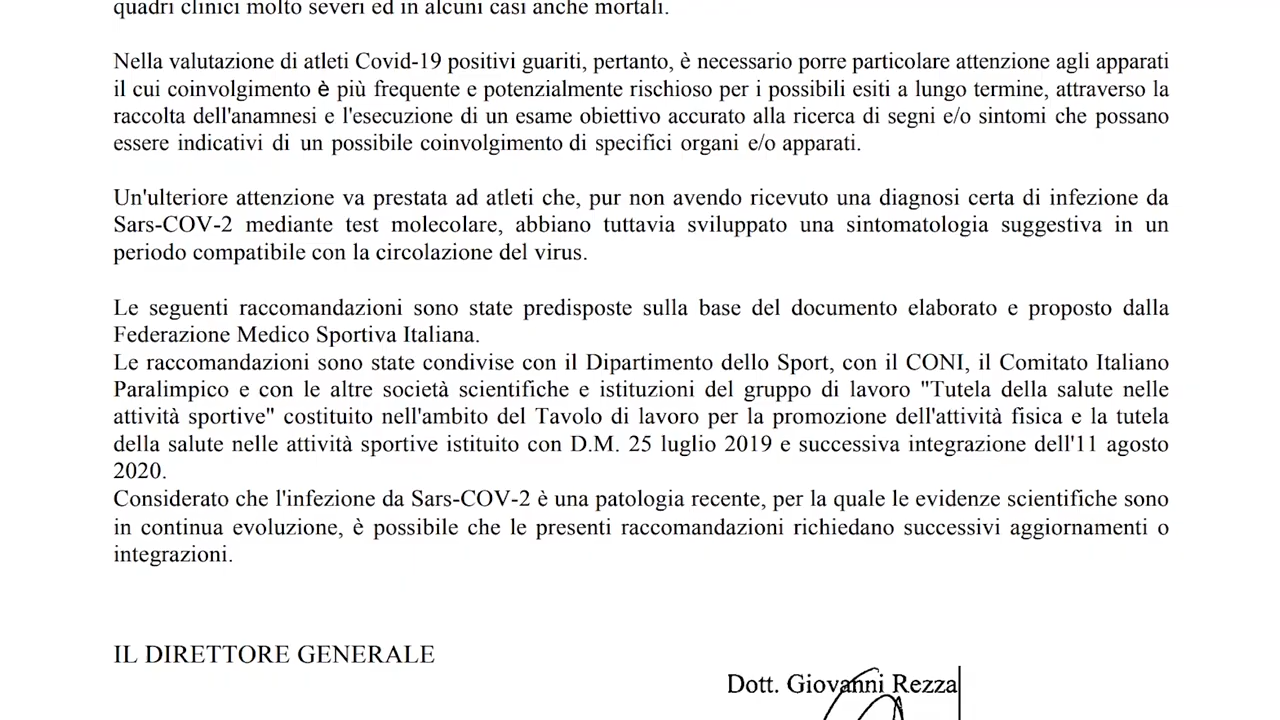 quadri clinici molto severi ed in alcuni casi anche mortali.
Nella valutazione di atleti Covid-19 positivi guariti, pertanto, è necessario porre particolare attenzione agli apparati
il cui coinvolgimento è più frequente e potenzialmente rischioso per i possibili esiti a lungo termine, attraverso la
raccolta dell'anamnesi e l'esecuzione di un esame obiettivo accurato alla ricerca di segni e/o sintomi che possano
essere indicativi di un possibile coinvolgimento di specifici organi e/o apparati.
Un'ulteriore attenzione va prestata ad atleti che, pur non avendo ricevuto una diagnosi certa di infezione da
Sars-COV-2 mediante test molecolare, abbiano tuttavia sviluppato una sintomatologia suggestiva in un
periodo compatibile con la circolazione del virus.
Le seguenti raccomandazioni sono state predisposte sulla base del documento elaborato e proposto dalla
Federazione Medico Sportiva Italiana.
Le raccomandazioni sono state condivise con il Dipartimento dello Sport, con il CONI, il Comitato Italiano
Paralimpico e con le altre società scientifiche e istituzioni del gruppo di lavoro "Tutela della salute nelle
attività sportive" costituito nell'ambito del Tavolo di lavoro per la promozione dell'attività fisica e la tutela
della salute nelle attività sportive istituito con D.M. 25 luglio 2019 e successiva integrazione dell'11 agosto
2020.
Considerato che l'infezione da Sars-COV-2 è una patologia recente, per la quale le evidenze scientifiche sono
in continua evoluzione, è possibile che le presenti raccomandazioni richiedano successivi aggiornamenti o
integrazioni.
IL DIRETTORE GENERALE
Dott. Giovanni Rezza